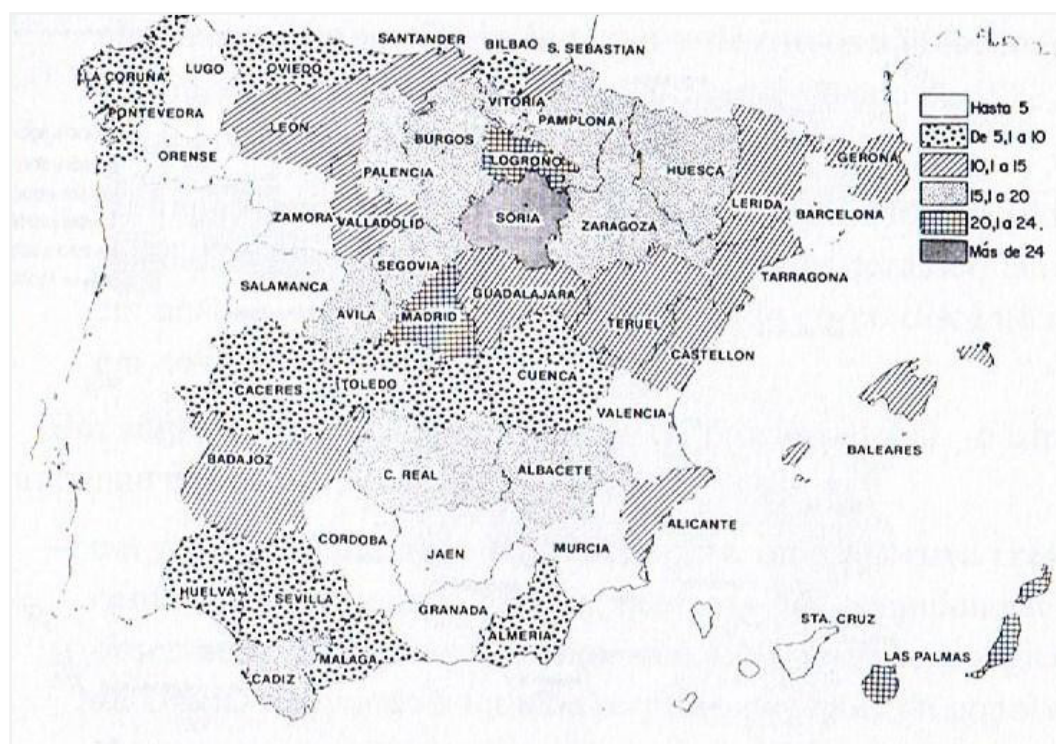 SANTANDER
BILBAO
S. SEBASTIAN
LA CORUÑA
LUGO
OVIEDO
PONTEVEDRA
VITORIA
PAMPLONA
LEON
BURGOS
ORENSE
LOGROÑO
PALENCIA
HUESCA
GERONA
LERIDA
ZAMORA
VALLADOLID
SORIA
ZARAGOZA
BARCELONA
SEGOVIA
TARRAGONA
SALAMANCA
GUADALAJARA
AVILA
MADRID
TERUEL
CASTELLON
CACERES
TOLEDO
CUENCA
VALENCIA
BADAJOZ
C. REAL
ALBACETE
BALEARES
ALICANTE
CORDOBA
JAEN
MURCIA
HUELVA
SEVILLA
GRANADA
ALMERIA
STA. CRUZ
MALAGA
LAS PALMAS
CADIZ
Hasta 5
De 5,1 a 10
10,1 a 15
15,1 a 20
20,1 a 24.
Más de 24